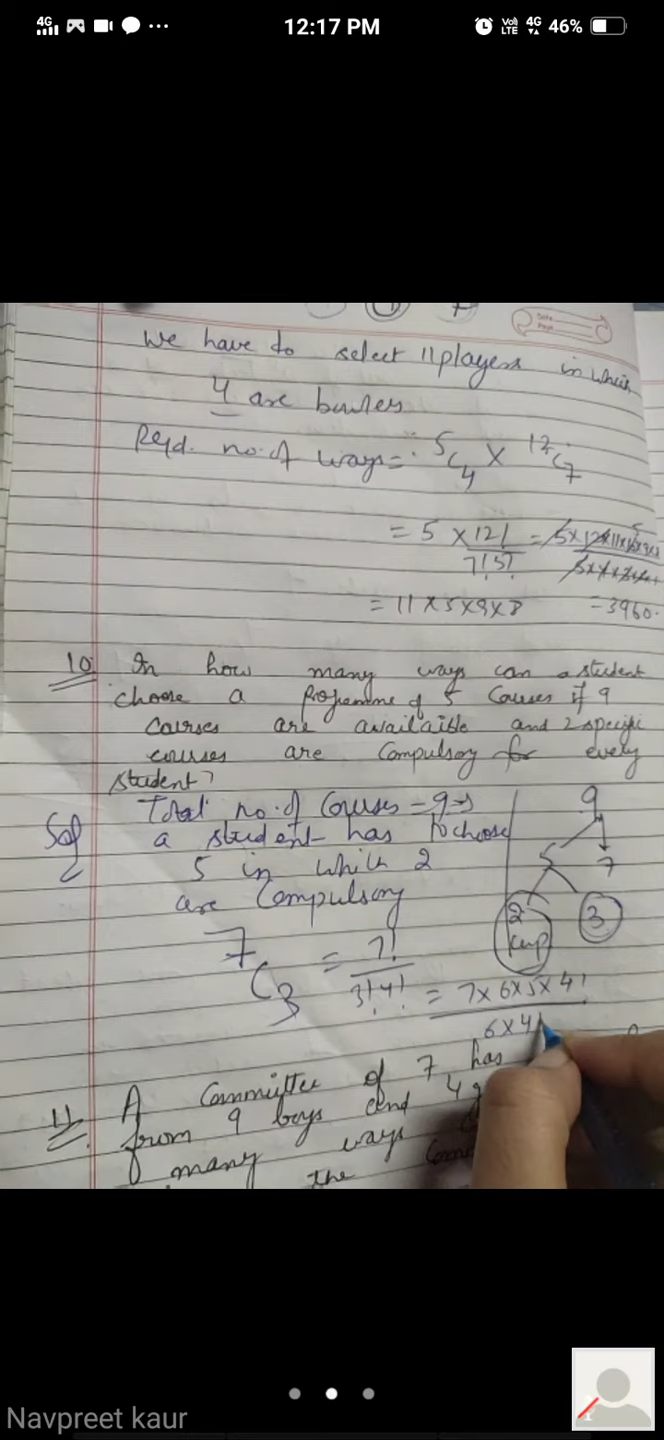 4G 12:17 PM VoI LTE 4G 46%
We have to select 11 players in which
4 are bowlers
Reqd. no. of ways = ⁵C₄ × ¹²C₇
= 5 × 12! / 7! 5! =
= 11 × 5 × 9 × 8 = 3960.
10 In how many ways can a student
choose a programme of 5 Courses if 9
courses are availaible and 2 specific
courses are Compulsory for every
student?
Sol Total no. of Courses = 9
a student has to choose
5 in which 2
are Compulsory
9
5 7
2 3
⁷C₃ = 7! / 3! 4! = 7 × 6 × 5 × 4! / 6 × 4!
11 A Committee of 7 has
from 9 boys and 4
many ways
the
Navpreet kaur